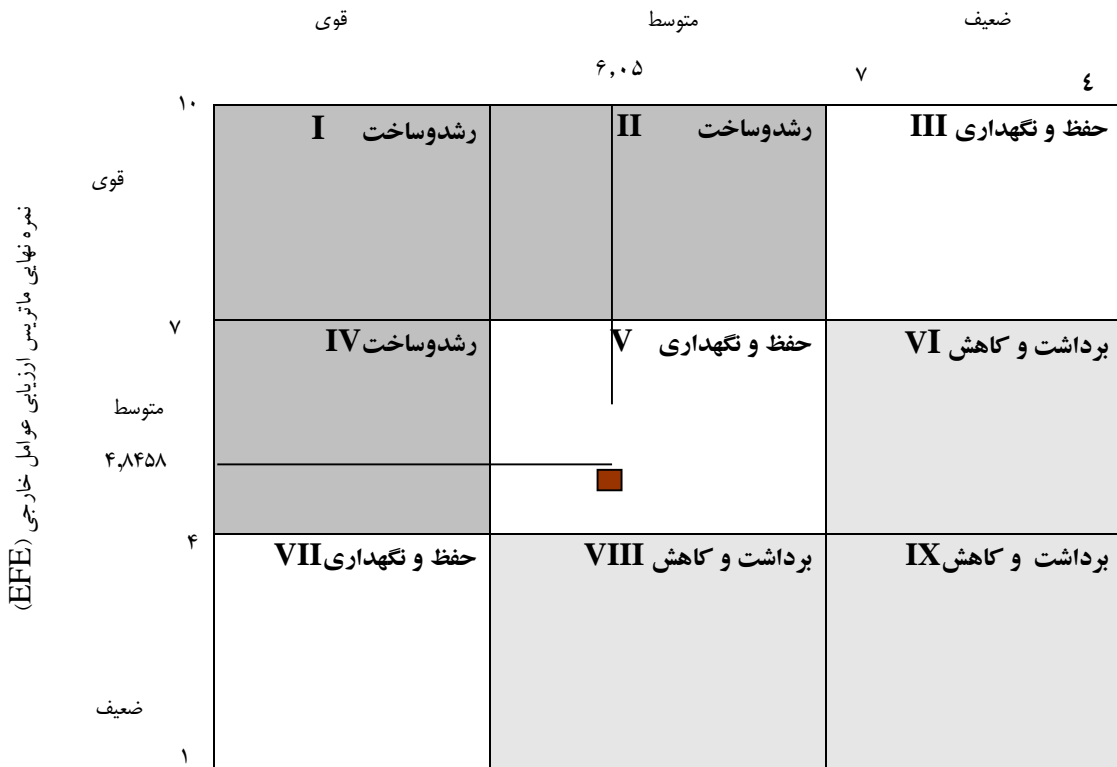 قوی متوسط ضعیف
۶,۰۵ ۷ ٤
۱۰
رشدوساخت I
رشدوساخت II
حفظ و نگهداری III
قوی
نمره نهایی ماتریس ارزیابی عوامل خارجی (EFE)
۷
رشدوساخت IV
حفظ و نگهداری V
برداشت و کاهش VI
متوسط
۴,۸۴۵۸
۴
حفظ و نگهداری VII
برداشت و کاهش VIII
برداشت و کاهش IX
ضعیف
۱